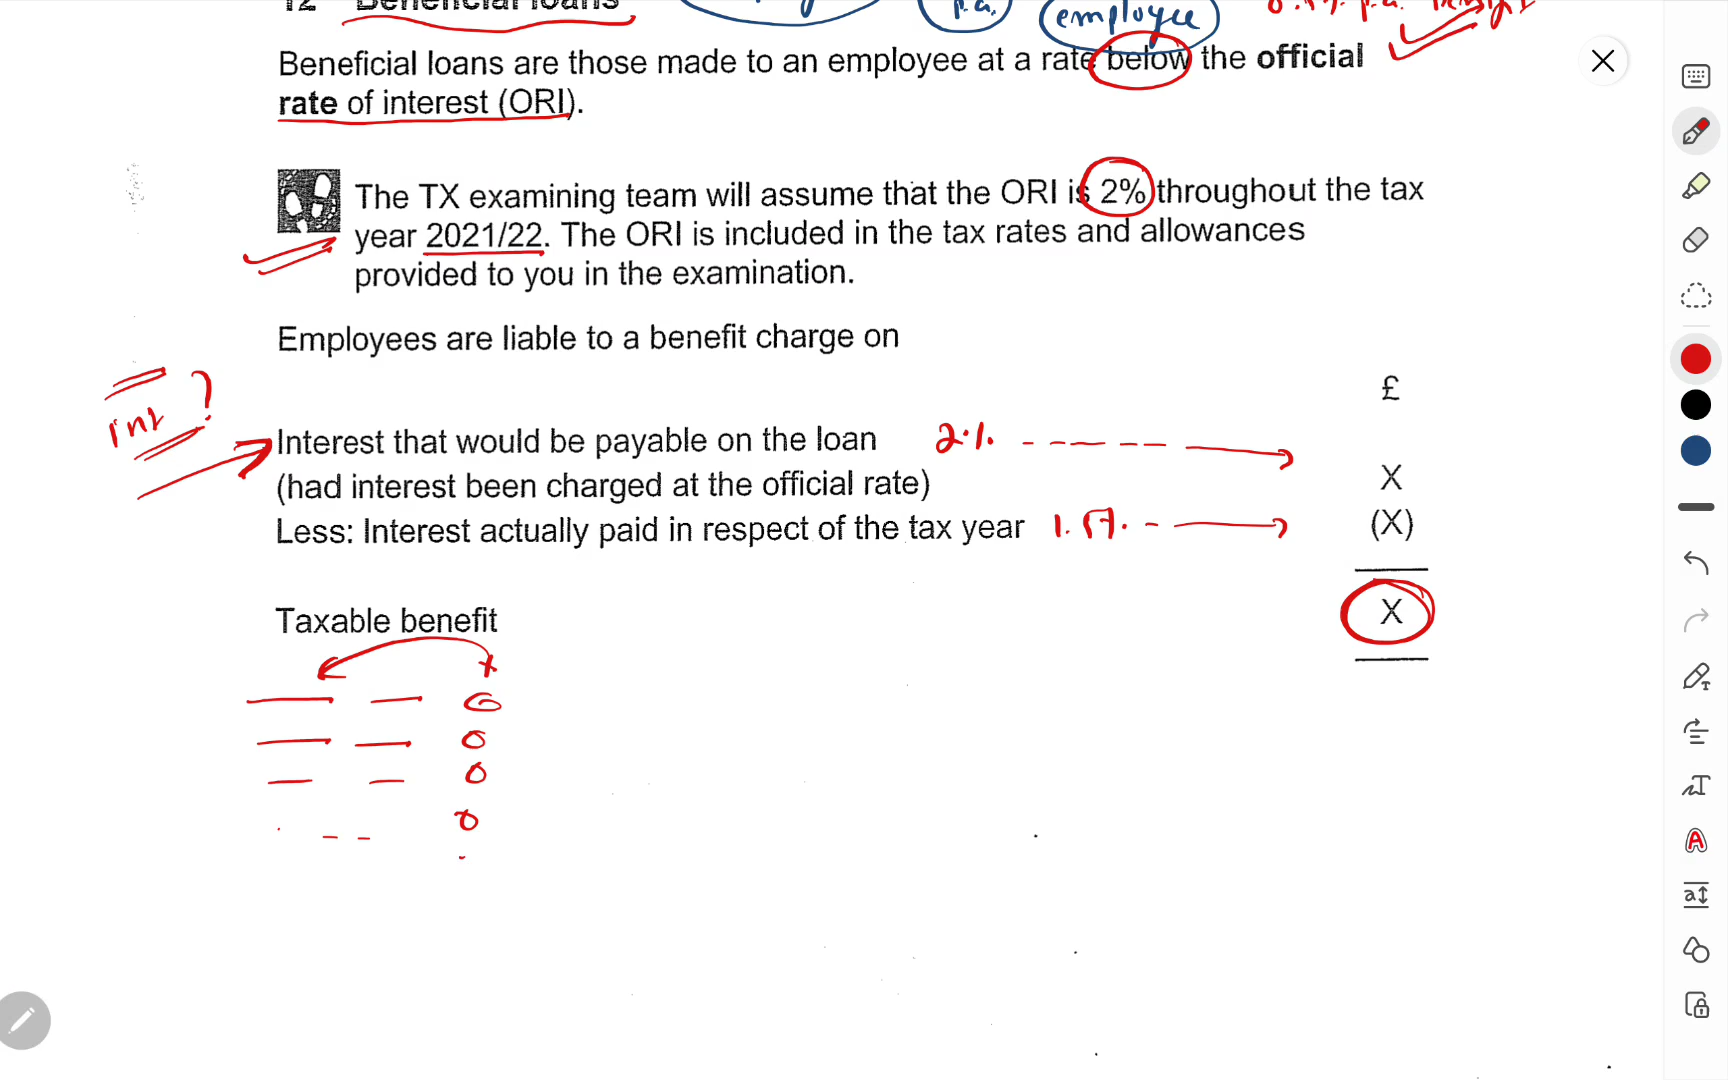 12 Beneficial loans
p.a.
employee
Beneficial loans are those made to an employee at a rate below the official
rate of interest (ORI).
The TX examining team will assume that the ORI is 2% throughout the tax
year 2021/22. The ORI is included in the tax rates and allowances
provided to you in the examination.
Employees are liable to a benefit charge on
£
int ?
Interest that would be payable on the loan 2%
(had interest been charged at the official rate) X
Less: Interest actually paid in respect of the tax year (X)
Taxable benefit X